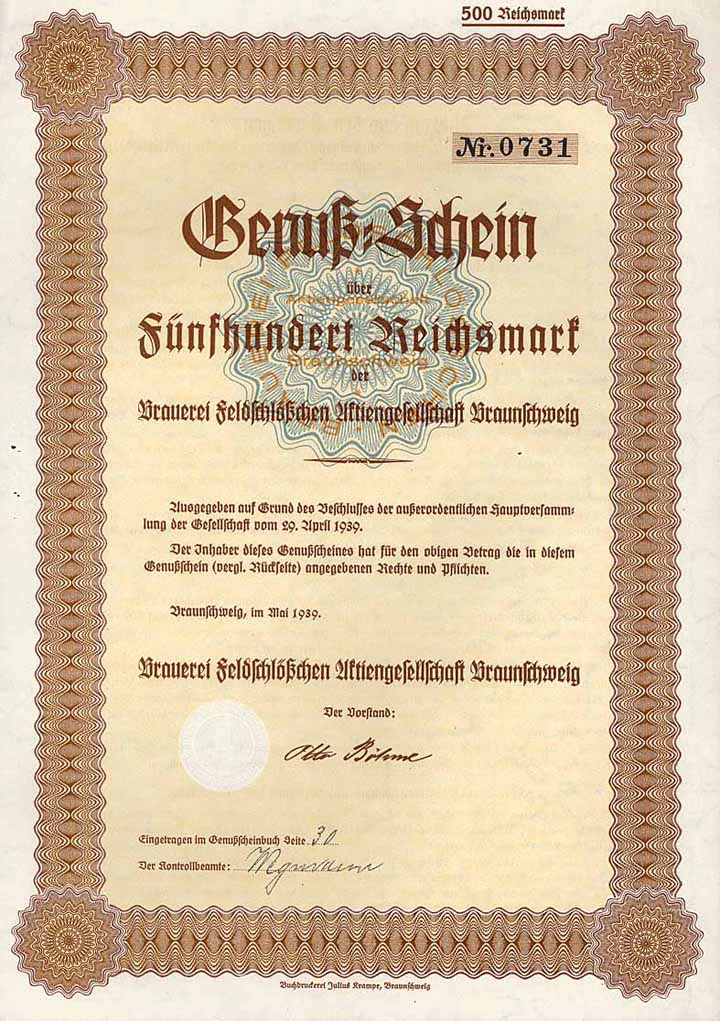 500 Reichsmark
Nr. 0731
Genuß-Schein
über
Aktiengesellschaft
Fünfhundert Reichsmark
Braunschweig
der
Brauerei Feldschlößchen Aktiengesellschaft Braunschweig
Ausgegeben auf Grund des Beschlusses der außerordentlichen Hauptversamm-
lung der Gesellschaft vom 29. April 1939.
Der Inhaber dieses Genußscheines hat für den obigen Betrag die in diesem
Genußschein (vergl. Rückseite) angegebenen Rechte und Pflichten.
Braunschweig, im Mai 1939.
Brauerei Feldschlößchen Aktiengesellschaft Braunschweig
Der Vorstand:
Otto Böhme
Eingetragen im Genußscheinbuch Seite 30
Der Kontrollbeamte:
Buchdruckerei Julius Krampe, Braunschweig